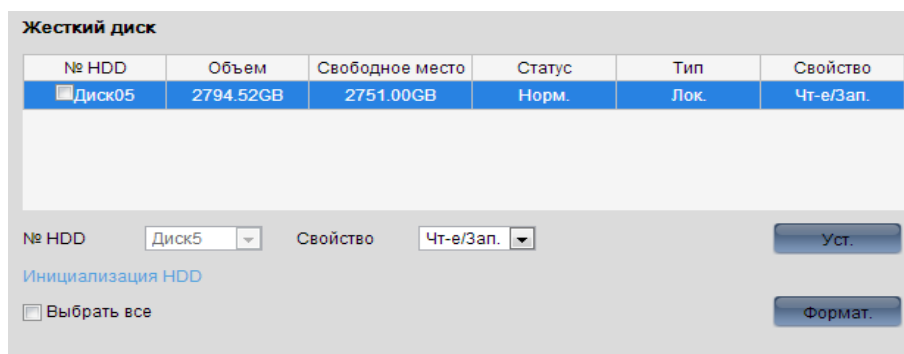 Жесткий диск
№ HDD Объем Свободное место Статус Тип Свойство
Диск05 2794.52GB 2751.00GB Норм. Лок. Чт-е/Зап.
№ HDD Диск5 Свойство Чт-е/Зап. Уст.
Инициализация HDD
Выбрать все Формат.